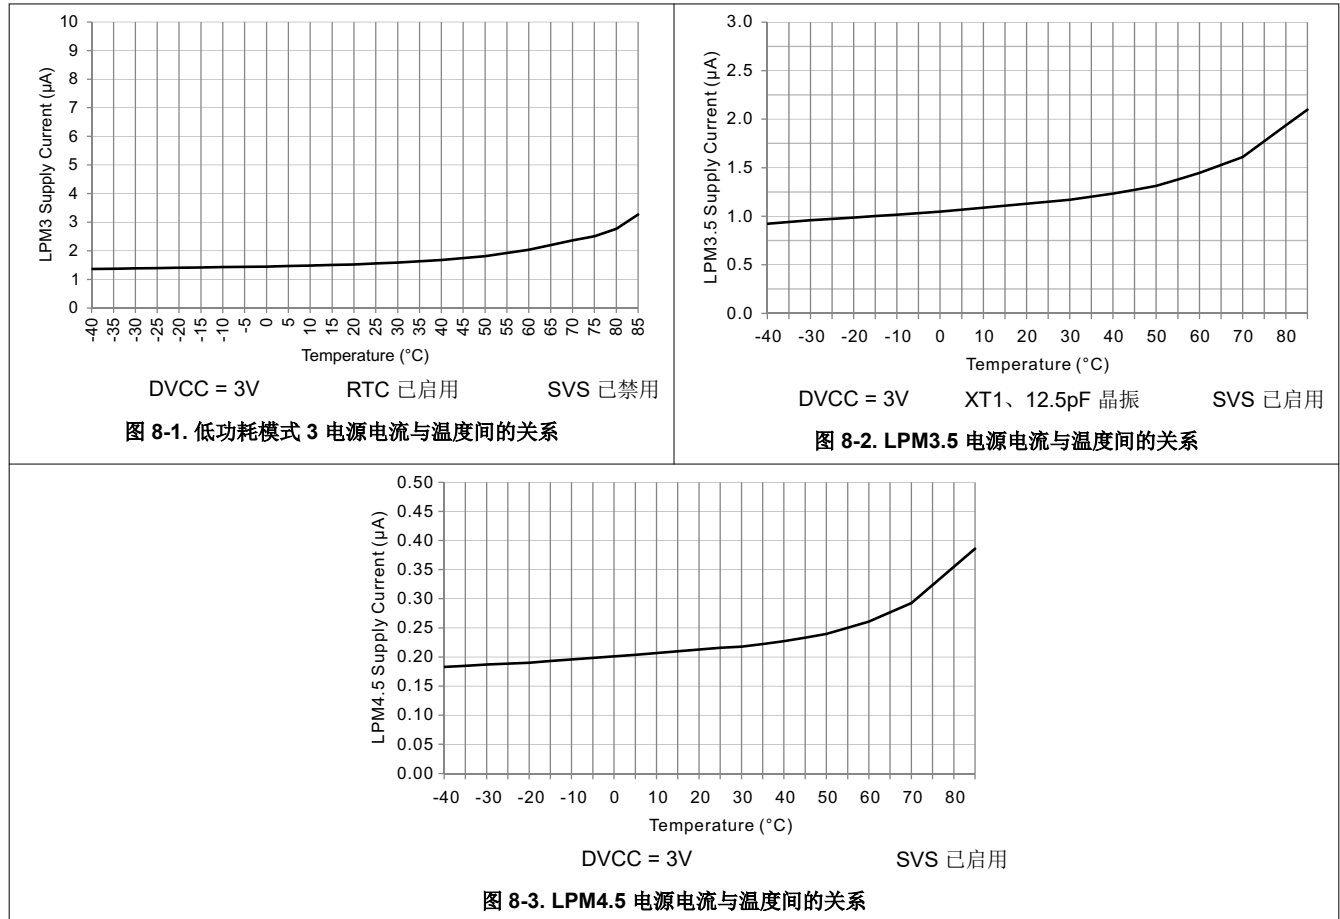 10
9
8
7
6
5
4
3
2
1
0
LPM3 Supply Current (µA)
-40 -35 -30 -25 -20 -15 -10 -5 0 5 10 15 20 25 30 35 40 45 50 55 60 65 70 75 80 85
Temperature (°C)
DVCC = 3V RTC 已启用 SVS 已禁用
图 8-1. 低功耗模式 3 电源电流与温度间的关系
3.0
2.5
2.0
1.5
1.0
0.5
0.0
LPM3.5 Supply Current (µA)
-40 -30 -20 -10 0 10 20 30 40 50 60 70 80
Temperature (°C)
DVCC = 3V XT1、12.5pF 晶振 SVS 已启用
图 8-2. LPM3.5 电源电流与温度间的关系
0.50
0.45
0.40
0.35
0.30
0.25
0.20
0.15
0.10
0.05
0.00
LPM4.5 Supply Current (µA)
-40 -30 -20 -10 0 10 20 30 40 50 60 70 80
Temperature (°C)
DVCC = 3V SVS 已启用
图 8-3. LPM4.5 电源电流与温度间的关系